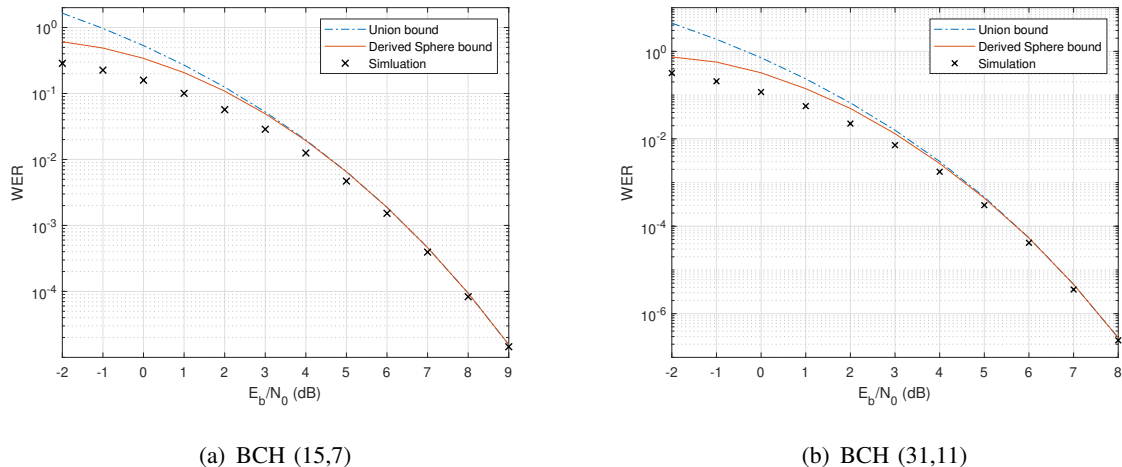 10^0
10^-1
10^-2
10^-3
10^-4
WER
-2 -1 0 1 2 3 4 5 6 7 8 9
E_b/N_0 (dB)
Union bound
Derived Sphere bound
Simluation
(a) BCH (15,7)
10^0
10^-2
10^-4
10^-6
WER
-2 -1 0 1 2 3 4 5 6 7 8
E_b/N_0 (dB)
Union bound
Derived Sphere bound
Simluation
(b) BCH (31,11)